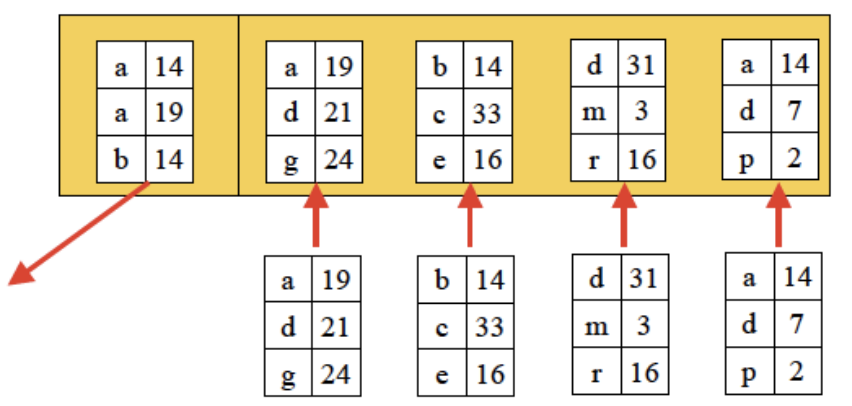 a 14
a 19
b 14
a 19
d 21
g 24
b 14
c 33
e 16
d 31
m 3
r 16
a 14
d 7
p 2
a 19
d 21
g 24
b 14
c 33
e 16
d 31
m 3
r 16
a 14
d 7
p 2